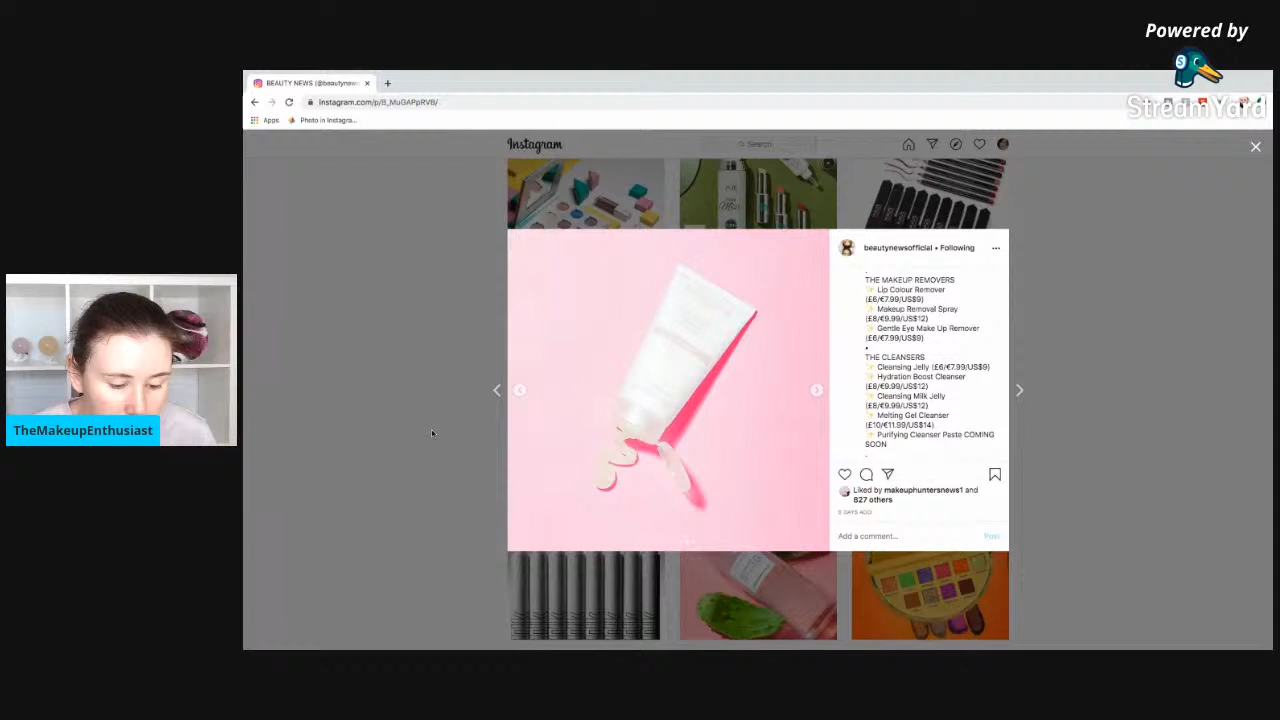 Powered by
StreamYard
BEAUTY NEWS (@beautynews
instagram.com/p/B_MuGAPpRVB/
Apps
Photo in Instagra...
Instagram
Search
beautynewsofficial • Following
THE MAKEUP REMOVERS
✨ Lip Colour Remover
(£6/€7.99/US$9)
✨ Makeup Removal Spray
(£8/€9.99/US$12)
✨ Gentle Eye Make Up Remover
(£6/€7.99/US$9)
•
THE CLEANSERS
✨ Cleansing Jelly (£6/€7.99/US$9)
✨ Hydration Boost Cleanser
(£8/€9.99/US$12)
✨ Cleansing Milk Jelly
(£8/€9.99/US$12)
✨ Melting Gel Cleanser
(£10/€11.99/US$14)
✨ Purifying Cleanser Paste COMING
SOON
Liked by makeuphuntersnews1 and
827 others
DAYS AGO
Add a comment...
Post
TheMakeupEnthusiast